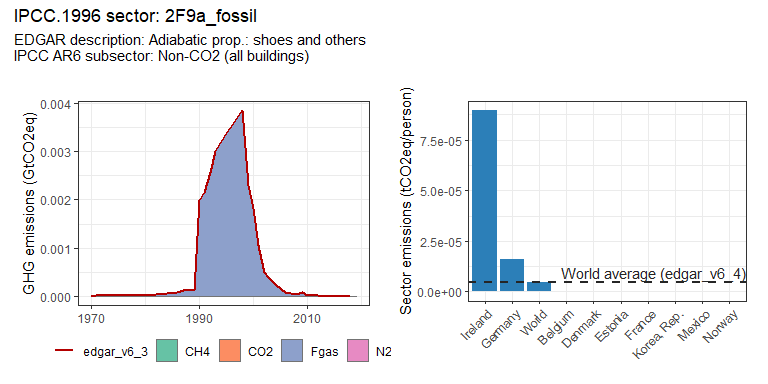 IPCC.1996 sector: 2F9a_fossil
EDGAR description: Adiabatic prop.: shoes and others
IPCC AR6 subsector: Non-CO2 (all buildings)
GHG emissions (GtCO2eq)
0.004
0.003
0.002
0.001
0.000
1970
1990
2010
edgar_v6_3
CH4
CO2
Fgas
N2
Sector emissions (tCO2eq/person)
7.5e-05
5.0e-05
2.5e-05
0.0e+00
World average (edgar_v6_4)
Ireland
Germany
World
Belgium
Denmark
Estonia
France
Korea, Rep.
Mexico
Norway